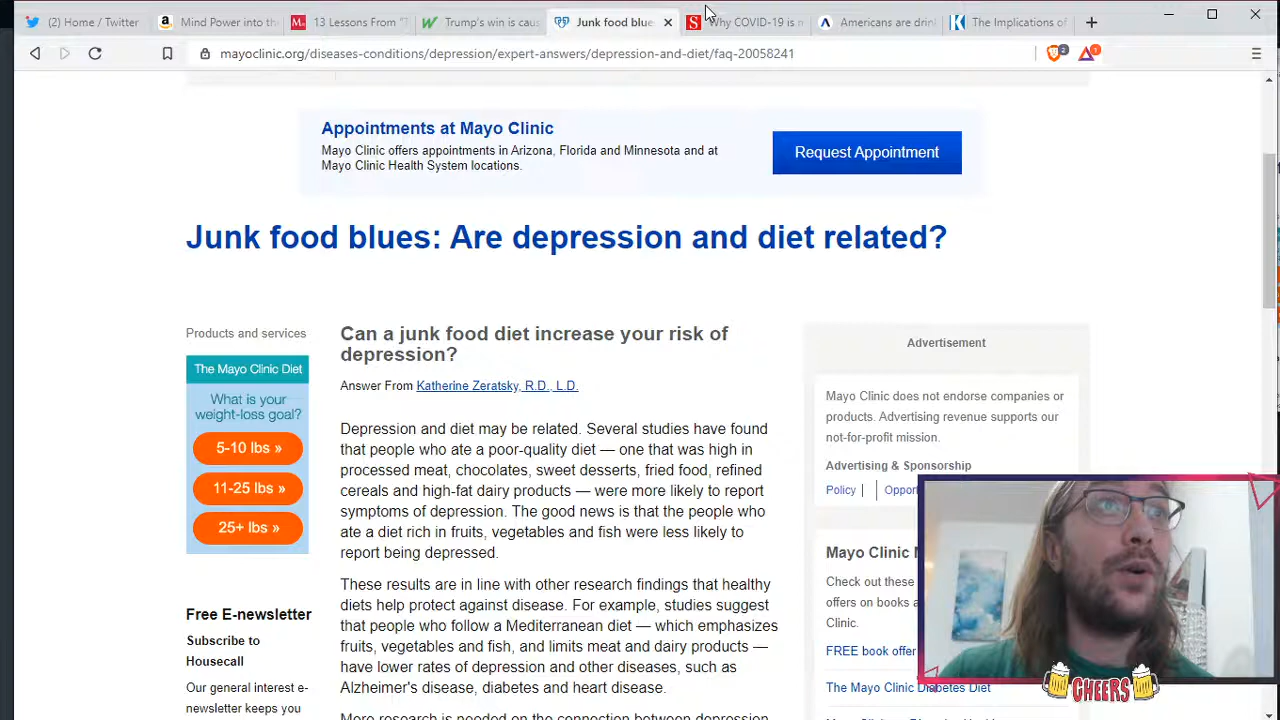 (2) Home / Twitter
Mind Power into the
13 Lessons From "T
Trump's win is caus
Junk food blues
Why COVID-19 is m
Americans are drink
The Implications of
mayoclinic.org/diseases-conditions/depression/expert-answers/depression-and-diet/faq-20058241
2
1
Appointments at Mayo Clinic
Mayo Clinic offers appointments in Arizona, Florida and Minnesota and at
Mayo Clinic Health System locations.
Request Appointment
Junk food blues: Are depression and diet related?
Products and services
The Mayo Clinic Diet
What is your
weight-loss goal?
5-10 lbs »
11-25 lbs »
25+ lbs »
Free E-newsletter
Subscribe to
Housecall
Our general interest e-
newsletter keeps you
Can a junk food diet increase your risk of
depression?
Answer From Katherine Zeratsky, R.D., L.D.
Depression and diet may be related. Several studies have found
that people who ate a poor-quality diet — one that was high in
processed meat, chocolates, sweet desserts, fried food, refined
cereals and high-fat dairy products — were more likely to report
symptoms of depression. The good news is that the people who
ate a diet rich in fruits, vegetables and fish were less likely to
report being depressed.
These results are in line with other research findings that healthy
diets help protect against disease. For example, studies suggest
that people who follow a Mediterranean diet — which emphasizes
fruits, vegetables and fish, and limits meat and dairy products —
have lower rates of depression and other diseases, such as
Alzheimer's disease, diabetes and heart disease.
More research is needed on the connection between depression
Advertisement
Mayo Clinic does not endorse companies or
products. Advertising revenue supports our
not-for-profit mission.
Advertising & Sponsorship
Policy |
Mayo Clinic
Check out these
offers on books a
Clinic.
FREE book offer
The Mayo Clinic Diabetes Diet
CHEERS